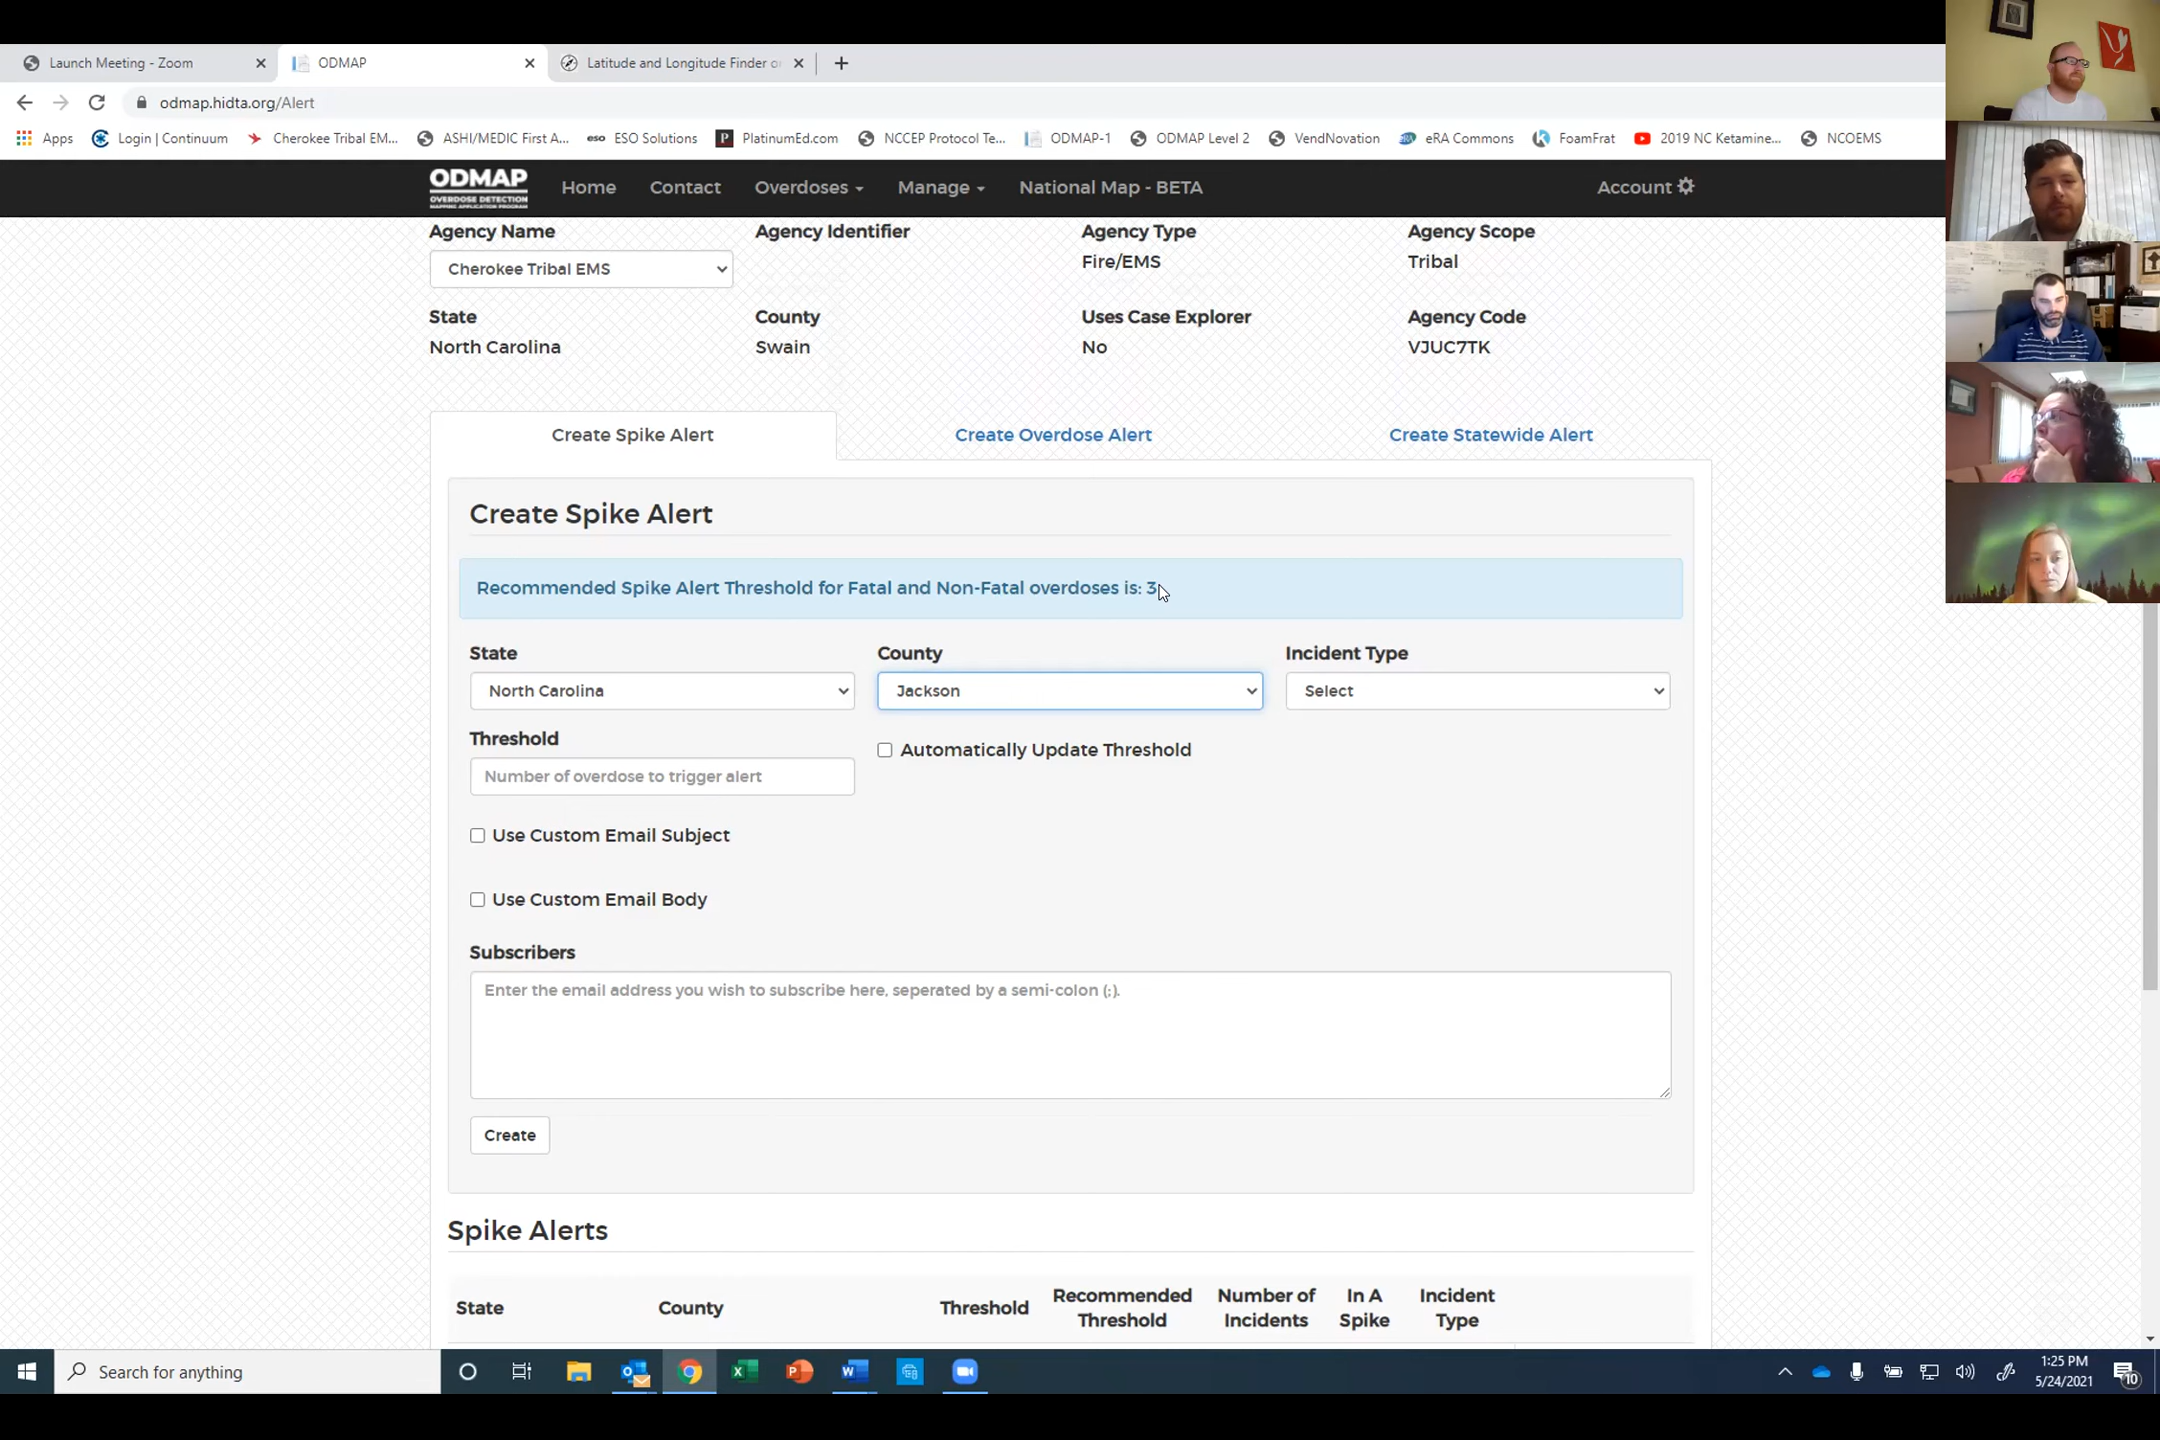 Launch Meeting - Zoom
ODMAP
Latitude and Longitude Finder o
odmap.hidta.org/Alert
Apps
Login | Continuum
Cherokee Tribal EM...
ASHI/MEDIC First A...
eso ESO Solutions
P PlatinumEd.com
NCCEP Protocol Te...
ODMAP-1
ODMAP Level 2
VendNovation
eRA Commons
FoamFrat
2019 NC Ketamine...
NCOEMS
ODMAP
OVERDOSE DETECTION
MAPPING APPLICATION PROGRAM
Home
Contact
Overdoses
Manage
National Map - BETA
Account
Agency Name
Agency Identifier
Agency Type
Agency Scope
Cherokee Tribal EMS
Fire/EMS
Tribal
State
County
Uses Case Explorer
Agency Code
North Carolina
Swain
No
VJUC7TK
Create Spike Alert
Create Overdose Alert
Create Statewide Alert
Create Spike Alert
Recommended Spike Alert Threshold for Fatal and Non-Fatal overdoses is: 3
State
County
Incident Type
North Carolina
Jackson
Select
Threshold
Number of overdose to trigger alert
Automatically Update Threshold
Use Custom Email Subject
Use Custom Email Body
Subscribers
Enter the email address you wish to subscribe here, seperated by a semi-colon (;).
Create
Spike Alerts
State
County
Threshold
Recommended Threshold
Number of Incidents
In A Spike
Incident Type
Search for anything
1:25 PM
5/24/2021
10